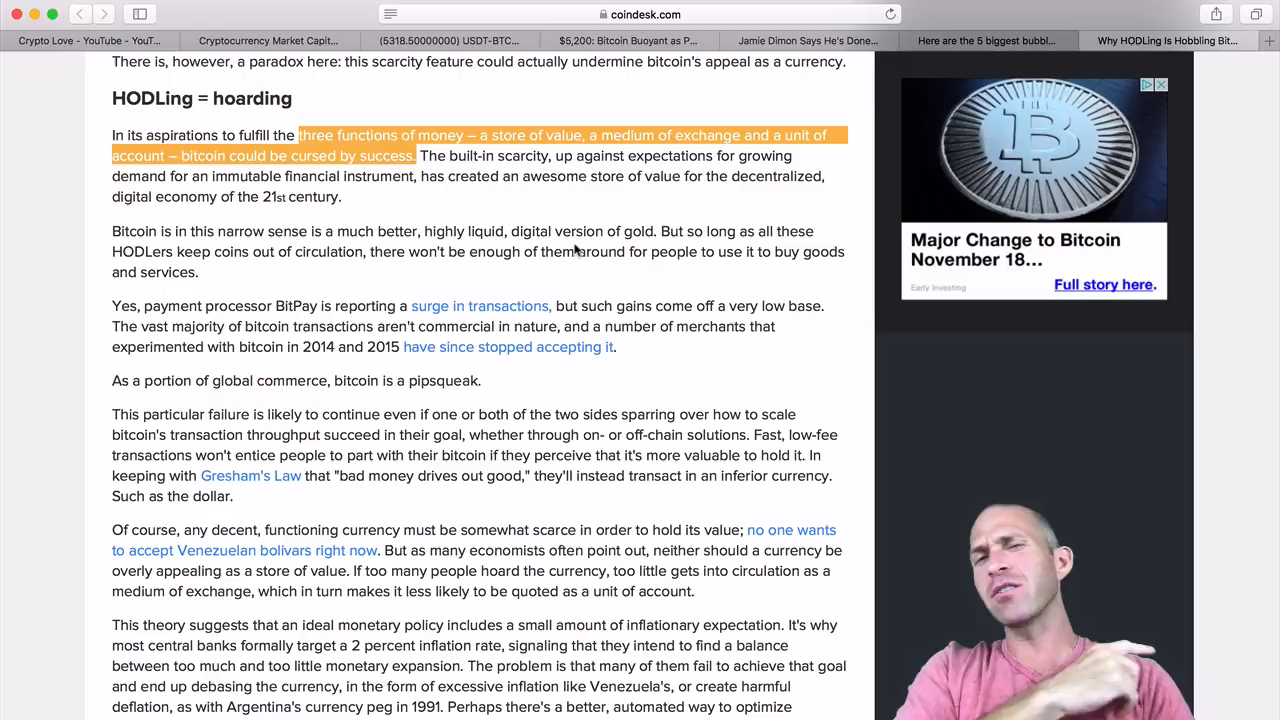 coindesk.com
Crypto Love - YouTube - YouT...
Cryptocurrency Market Capit...
(5318.50000000) USDT-BTC...
$5,200: Bitcoin Buoyant as P...
Jamie Dimon Says He's Done...
Here are the 5 biggest bubbl...
Why HODLing Is Hobbling Bit...
There is, however, a paradox here: this scarcity feature could actually undermine bitcoin's appeal as a currency.
HODLing = hoarding
In its aspirations to fulfill the three functions of money – a store of value, a medium of exchange and a unit of
account – bitcoin could be cursed by success. The built-in scarcity, up against expectations for growing
demand for an immutable financial instrument, has created an awesome store of value for the decentralized,
digital economy of the 21st century.
Bitcoin is in this narrow sense is a much better, highly liquid, digital version of gold. But so long as all these
HODLers keep coins out of circulation, there won't be enough of them around for people to use it to buy goods
and services.
Yes, payment processor BitPay is reporting a surge in transactions, but such gains come off a very low base.
The vast majority of bitcoin transactions aren't commercial in nature, and a number of merchants that
experimented with bitcoin in 2014 and 2015 have since stopped accepting it.
As a portion of global commerce, bitcoin is a pipsqueak.
This particular failure is likely to continue even if one or both of the two sides sparring over how to scale
bitcoin's transaction throughput succeed in their goal, whether through on- or off-chain solutions. Fast, low-fee
transactions won't entice people to part with their bitcoin if they perceive that it's more valuable to hold it. In
keeping with Gresham's Law that "bad money drives out good," they'll instead transact in an inferior currency.
Such as the dollar.
Of course, any decent, functioning currency must be somewhat scarce in order to hold its value; no one wants
to accept Venezuelan bolivars right now. But as many economists often point out, neither should a currency be
overly appealing as a store of value. If too many people hoard the currency, too little gets into circulation as a
medium of exchange, which in turn makes it less likely to be quoted as a unit of account.
This theory suggests that an ideal monetary policy includes a small amount of inflationary expectation. It's why
most central banks formally target a 2 percent inflation rate, signaling that they intend to find a balance
between too much and too little monetary expansion. The problem is that many of them fail to achieve that goal
and end up debasing the currency, in the form of excessive inflation like Venezuela's, or create harmful
deflation, as with Argentina's currency peg in 1991. Perhaps there's a better, automated way to optimize
Major Change to Bitcoin
November 18...
Early Investing
Full story here.